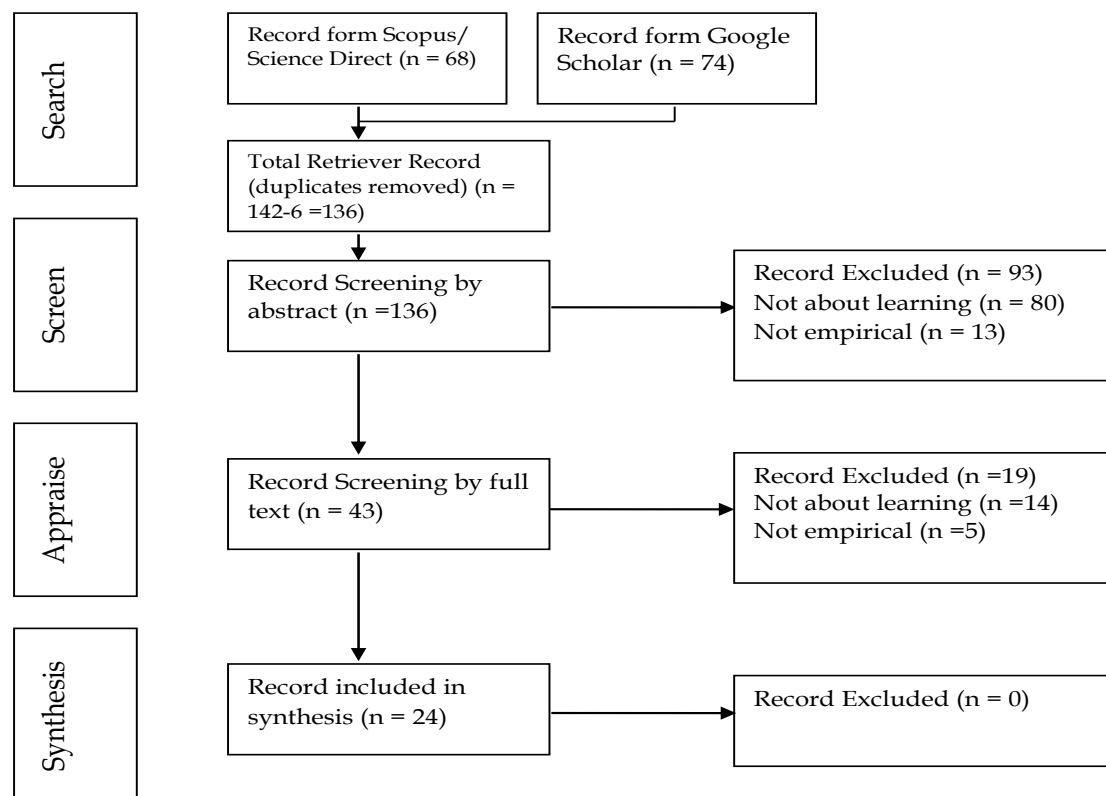 Search
Record form Scopus/
Science Direct (n = 68)
Record form Google
Scholar (n = 74)
Total Retriever Record
(duplicates removed) (n =
142-6 =136)
Screen
Record Screening by
abstract (n =136)
Record Excluded (n = 93)
Not about learning (n = 80)
Not empirical (n = 13)
Appraise
Record Screening by full
text (n = 43)
Record Excluded (n =19)
Not about learning (n =14)
Not empirical (n =5)
Synthesis
Record included in
synthesis (n = 24)
Record Excluded (n = 0)